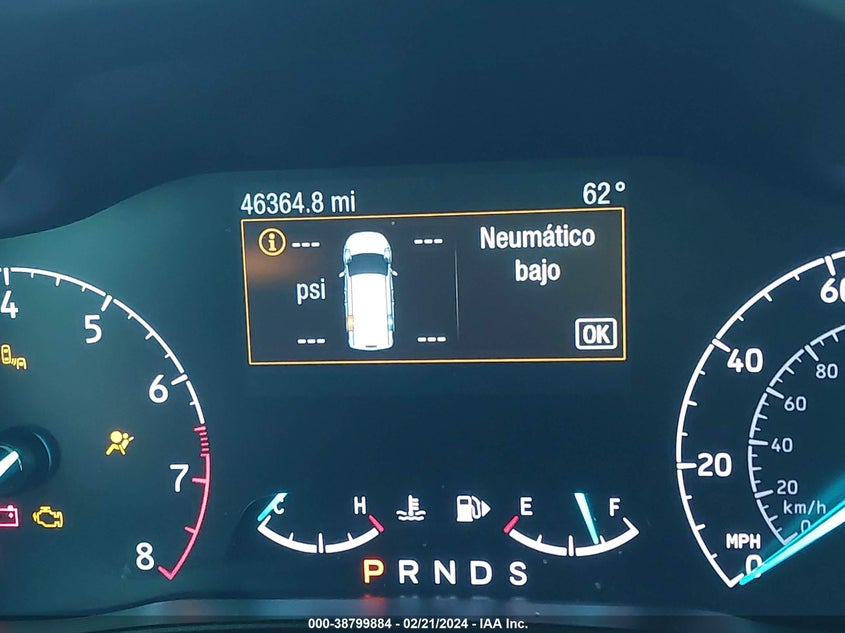 46364.8 mi
62°
--- ---
Neumático
bajo
psi
--- ---
OK
4
5
6
7
8
C H
E F
P R N D S
60
40
20
0
MPH
80
60
40
20
0
km/h
000-38799884 - 02/21/2024 - IAA Inc.